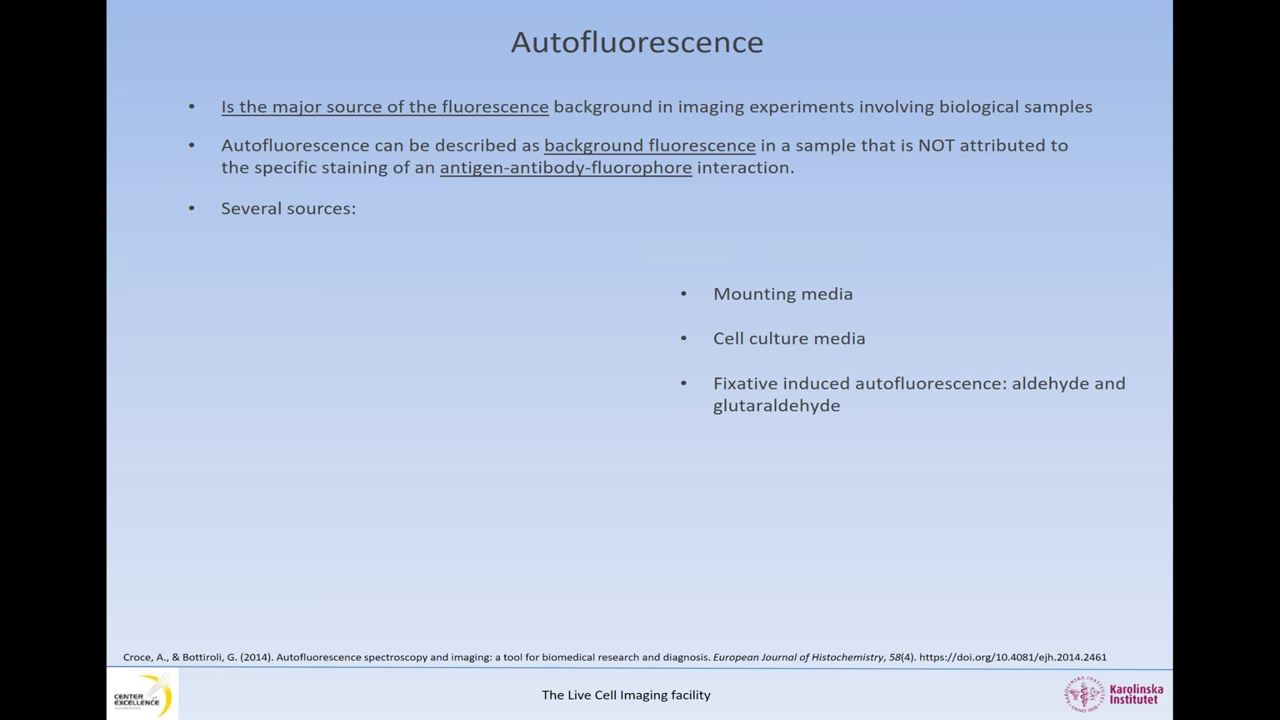 Autofluorescence
• Is the major source of the fluorescence background in imaging experiments involving biological samples
• Autofluorescence can be described as background fluorescence in a sample that is NOT attributed to
the specific staining of an antigen-antibody-fluorophore interaction.
• Several sources:
• Mounting media
• Cell culture media
• Fixative induced autofluorescence: aldehyde and
glutaraldehyde
Croce, A., & Bottiroli, G. (2014). Autofluorescence spectroscopy and imaging: a tool for biomedical research and diagnosis. European Journal of Histochemistry, 58(4). https://doi.org/10.4081/ejh.2014.2461
CENTER
EXCELLENCE
The Live Cell Imaging facility
Karolinska
Institutet